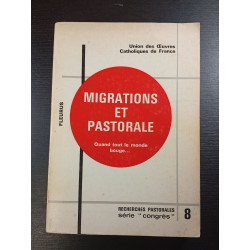 Union des Œuvres
Catholiques de France
FLEURUS
MIGRATIONS
ET
PASTORALE
Quand tout le monde
bouge...
RECHERCHES PASTORALES
série "congrès" 8